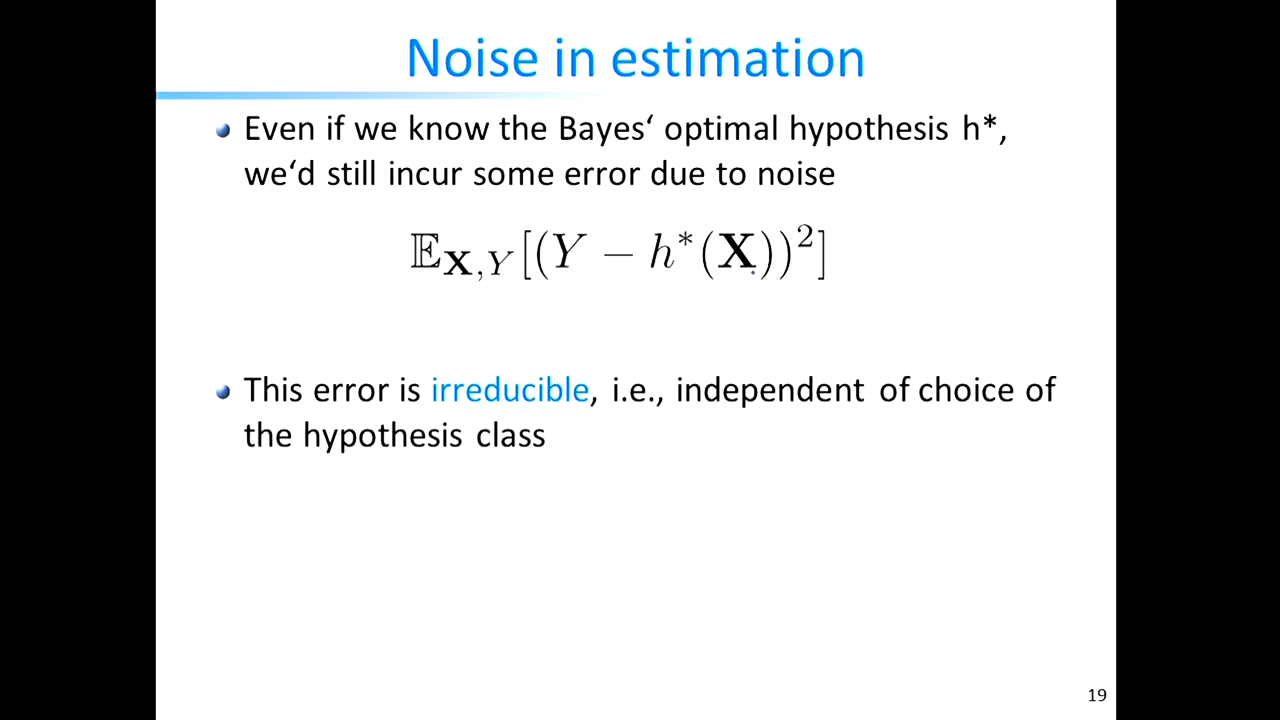 Noise in estimation
Even if we know the Bayes‘ optimal hypothesis h*,
we‘d still incur some error due to noise
𝔼_{𝐗,Y}[(Y − h*(𝐗))²]
This error is irreducible, i.e., independent of choice of
the hypothesis class
19